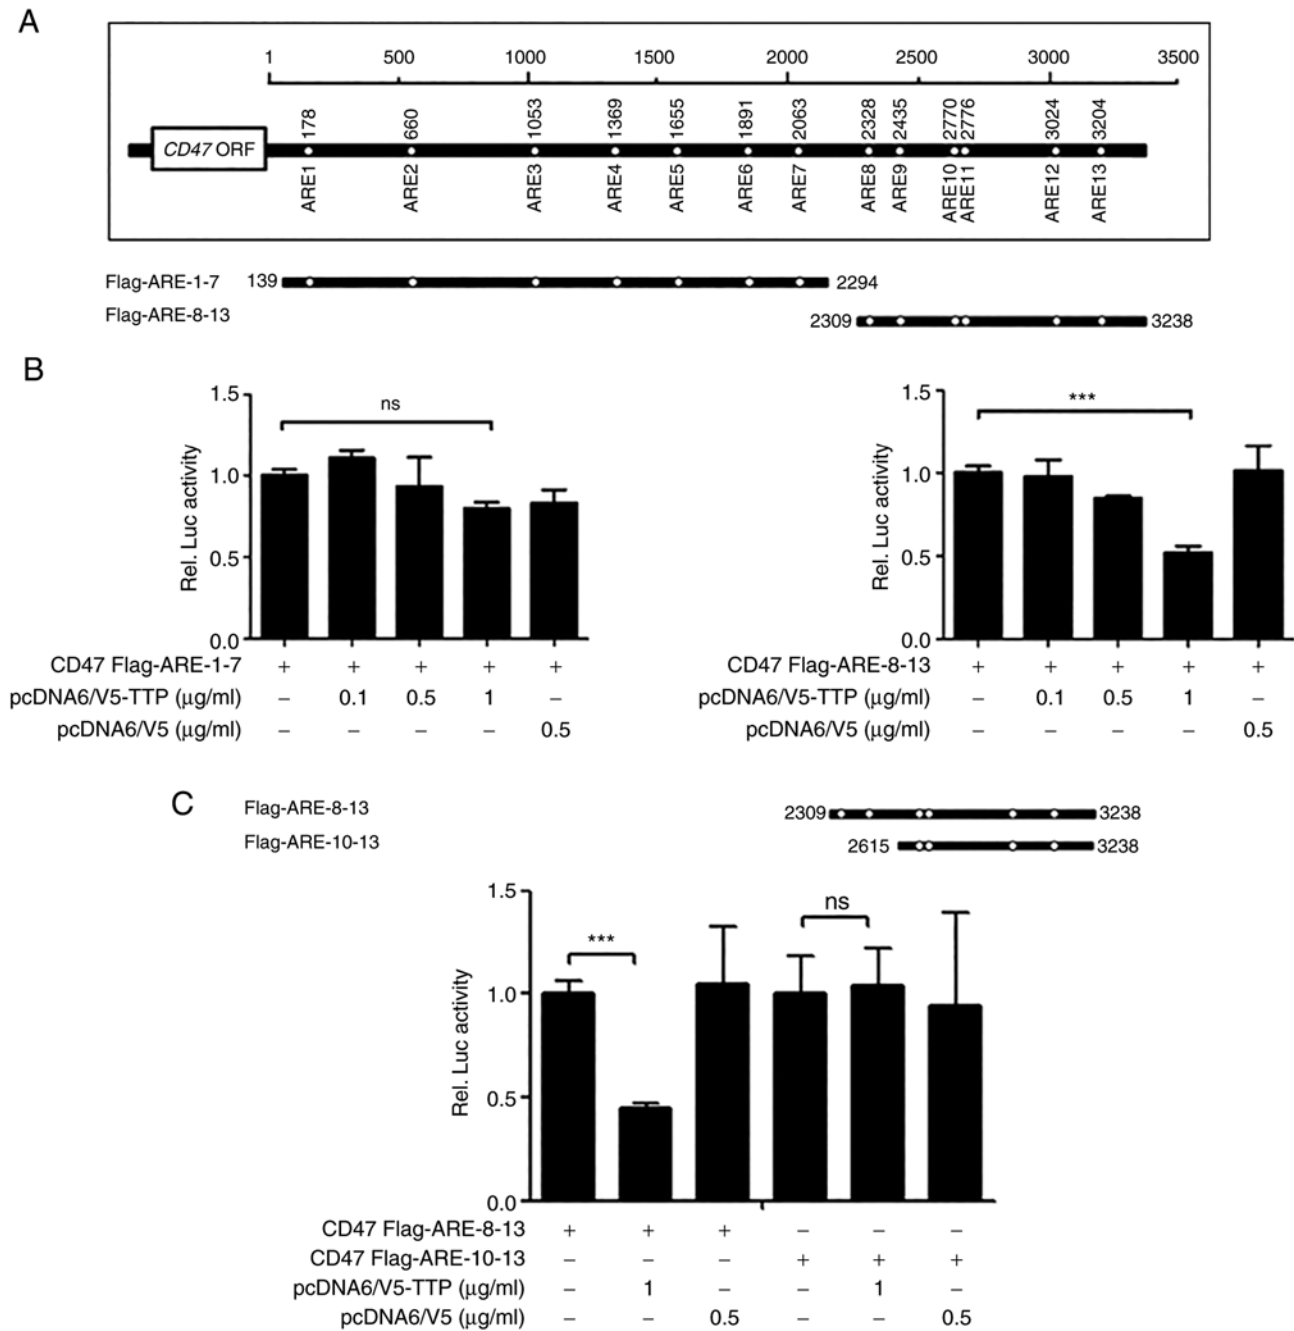 A
1 500 1000 1500 2000 2500 3000 3500
178 660 1053 1369 1655 1891 2063 2328 2435 2770 2776 3024 3204
CD47 ORF
ARE1 ARE2 ARE3 ARE4 ARE5 ARE6 ARE7 ARE8 ARE9 ARE10 ARE11 ARE12 ARE13
Flag-ARE-1-7 139 2294
Flag-ARE-8-13 2309 3238
B
1.5
ns
1.0
Rel. Luc activity
0.5
0.0
CD47 Flag-ARE-1-7 + + + + +
pcDNA6/V5-TTP (μg/ml) – 0.1 0.5 1 –
pcDNA6/V5 (μg/ml) – – – – 0.5
1.5
***
1.0
Rel. Luc activity
0.5
0.0
CD47 Flag-ARE-8-13 + + + + +
pcDNA6/V5-TTP (μg/ml) – 0.1 0.5 1 –
pcDNA6/V5 (μg/ml) – – – – 0.5
C
Flag-ARE-8-13 2309 3238
Flag-ARE-10-13 2615 3238
1.5
*** ns
1.0
Rel. Luc activity
0.5
0.0
CD47 Flag-ARE-8-13 + + + – – –
CD47 Flag-ARE-10-13 – – – + + +
pcDNA6/V5-TTP (μg/ml) – 1 – – 1 –
pcDNA6/V5 (μg/ml) – – 0.5 – – 0.5